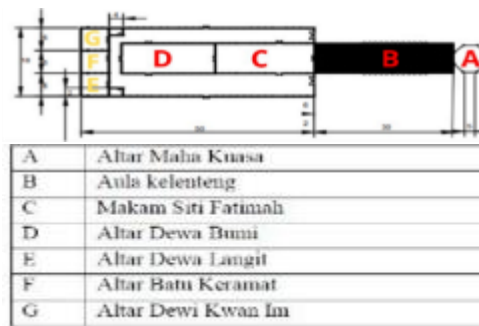 G
F
E
D
C
B
A
A Altar Maha Kuasa
B Aula kelenteng
C Makam Siti Fatimah
D Altar Dewa Bumi
E Altar Dewa Langit
F Altar Batu Keramat
G Altar Dewi Kwan Im